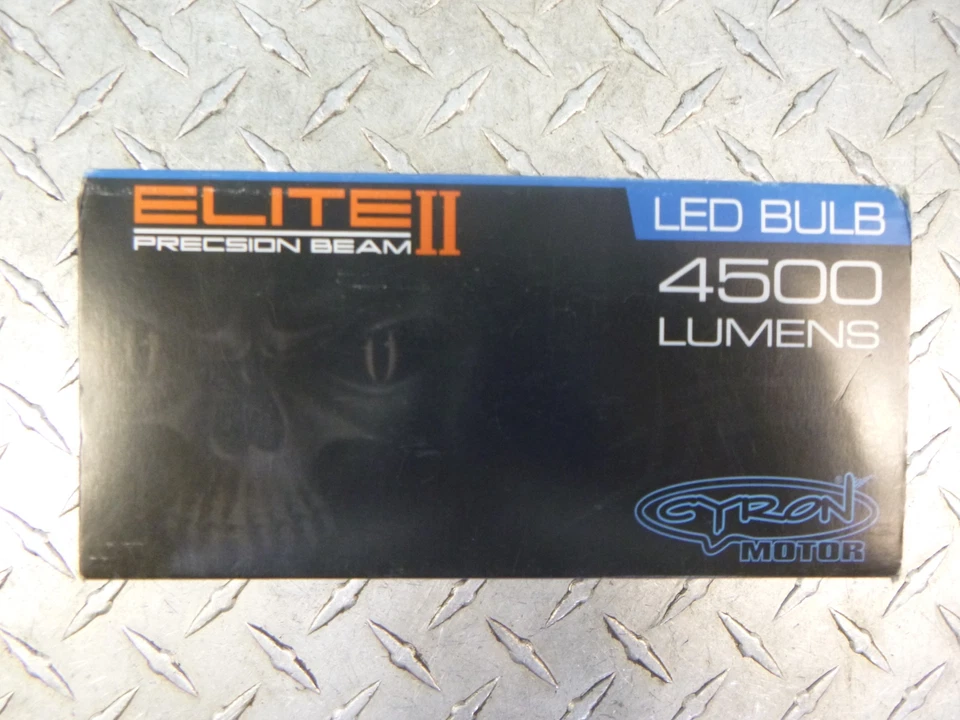 ELITE II
PRECSION BEAM
LED BULB
4500
LUMENS
CYRON
MOTOR